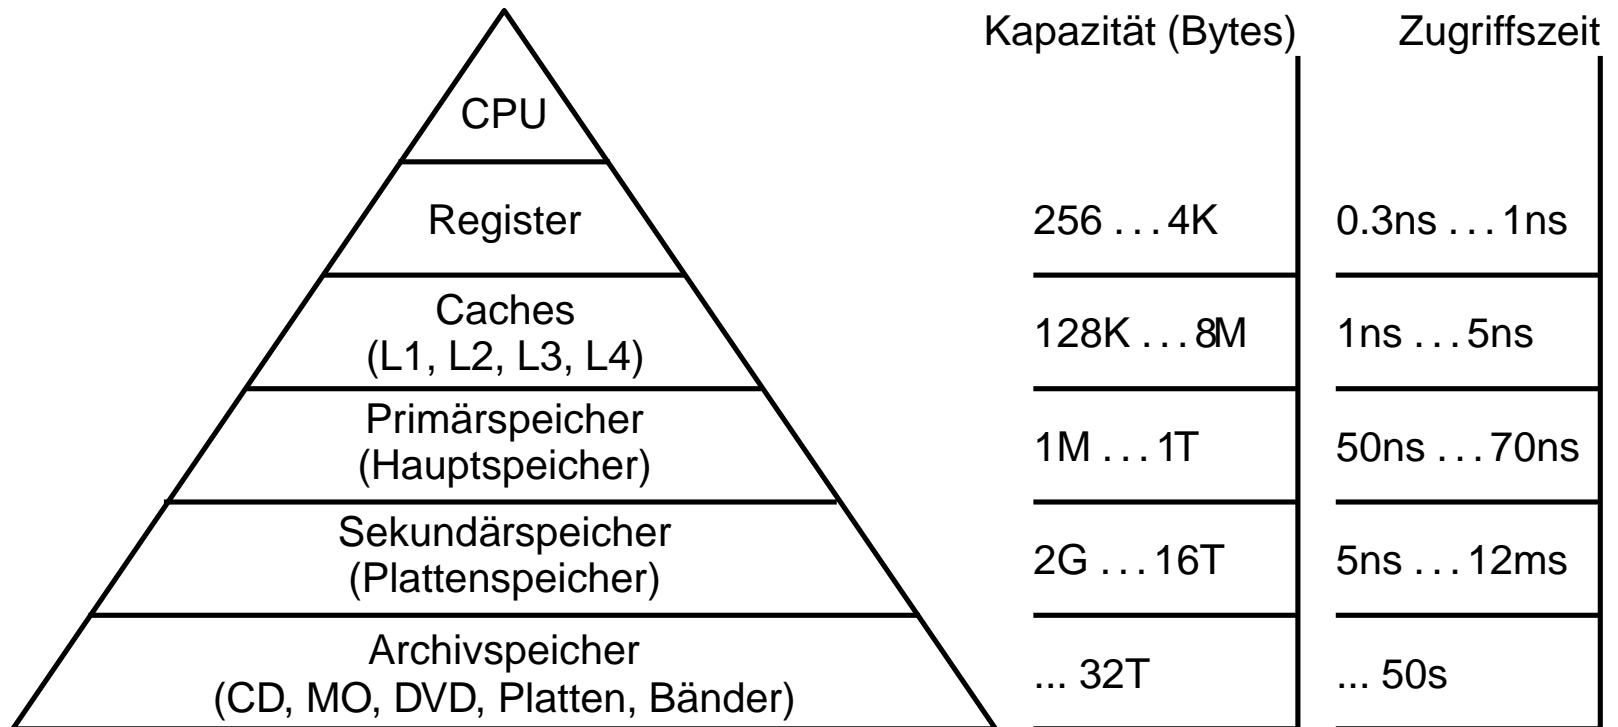 Kapazität (Bytes) Zugriffszeit
CPU
Register 256 ... 4K 0.3ns ... 1ns
Caches
(L1, L2, L3, L4) 128K ... 8M 1ns ... 5ns
Primärspeicher
(Hauptspeicher) 1M ... 1T 50ns ... 70ns
Sekundärspeicher
(Plattenspeicher) 2G ... 16T 5ns ... 12ms
Archivspeicher
(CD, MO, DVD, Platten, Bänder) ... 32T ... 50s